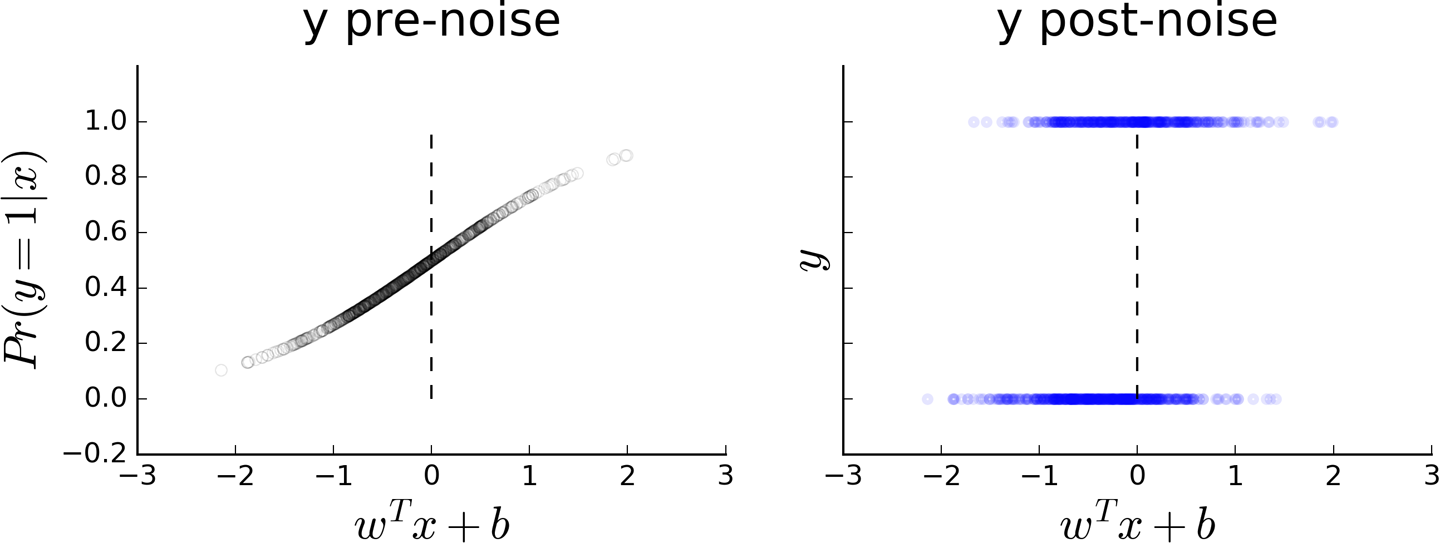 y pre-noise
Pr(y = 1|x)
1.0
0.8
0.6
0.4
0.2
0.0
−0.2
−3 −2 −1 0 1 2 3
w^T x + b
y post-noise
y
−3 −2 −1 0 1 2 3
w^T x + b